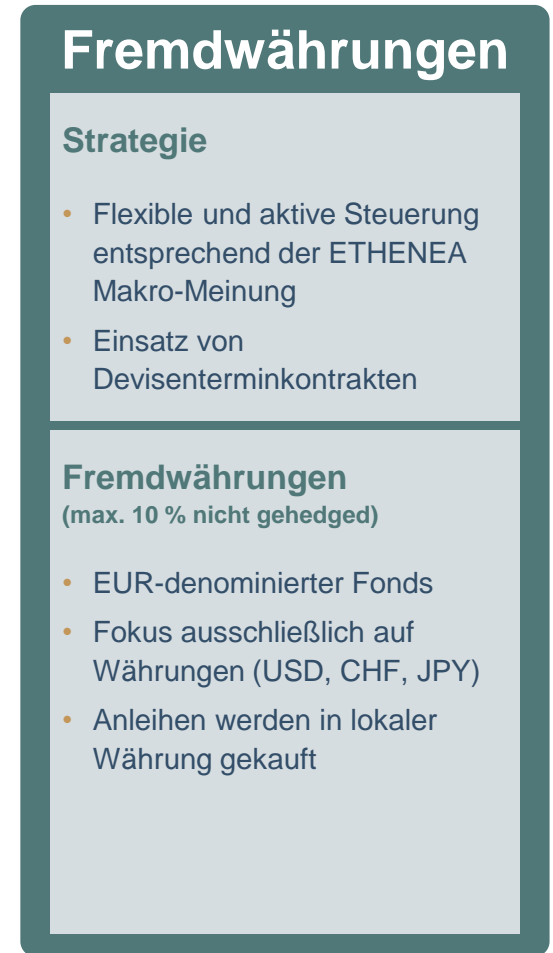 Fremdwährungen
Strategie
• Flexible und aktive Steuerung
entsprechend der ETHENEA
Makro-Meinung
• Einsatz von
Devisenterminkontrakten
Fremdwährungen
(max. 10 % nicht gehedged)
• EUR-denominierter Fonds
• Fokus ausschließlich auf
Währungen (USD, CHF, JPY)
• Anleihen werden in lokaler
Währung gekauft